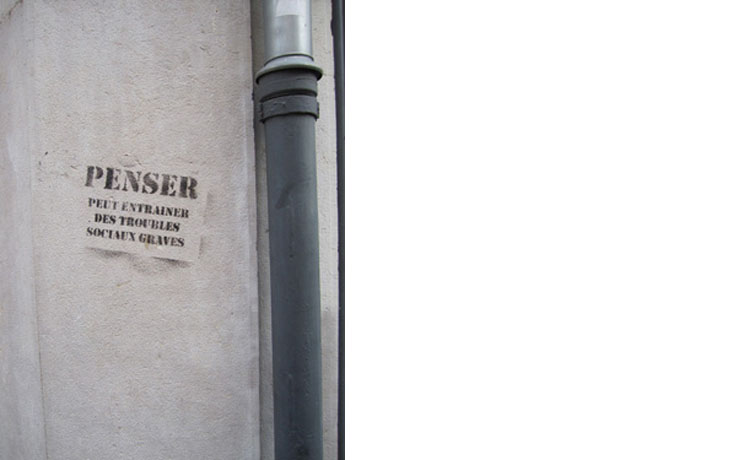 PENSER
PEUT ENTRAINER
DES TROUBLES
SOCIAUX GRAVES